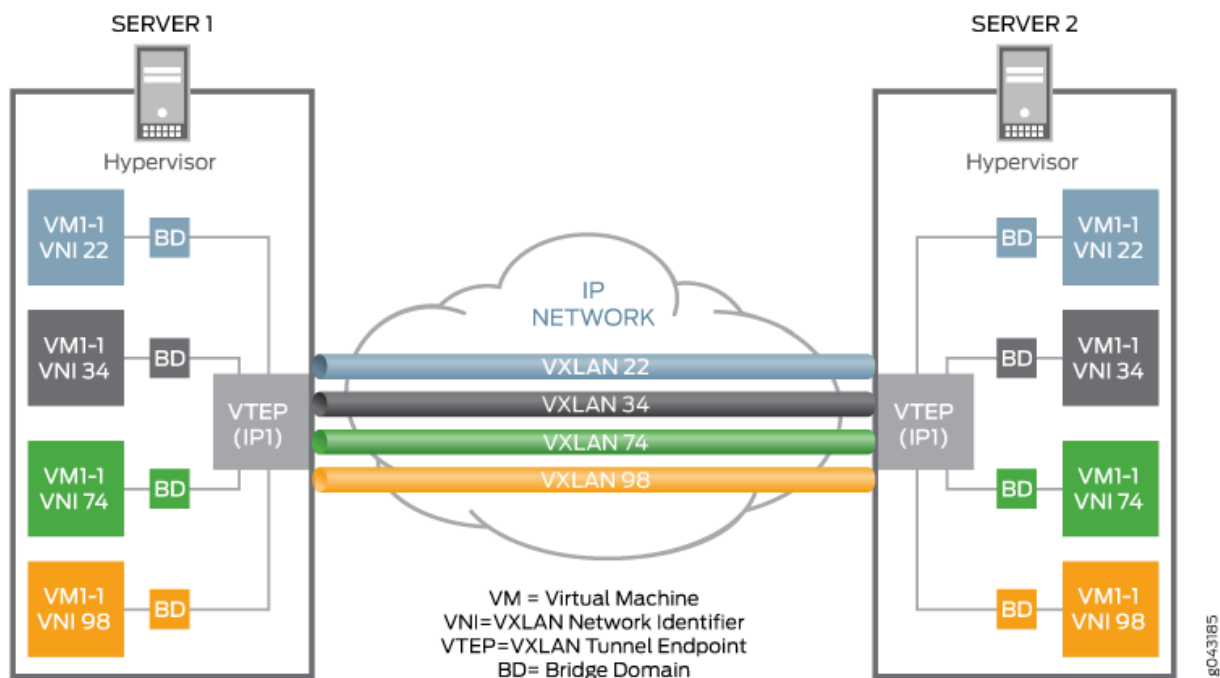 SERVER 1
Hypervisor
VM1-1
VNI 22
BD
VM1-1
VNI 34
BD
VTEP
(IP1)
VM1-1
VNI 74
BD
VM1-1
VNI 98
BD
IP
NETWORK
VXLAN 22
VXLAN 34
VXLAN 74
VXLAN 98
SERVER 2
Hypervisor
BD
VM1-1
VNI 22
BD
VM1-1
VNI 34
VTEP
(IP1)
BD
VM1-1
VNI 74
BD
VM1-1
VNI 98
VM = Virtual Machine
VNI=VXLAN Network Identifier
VTEP=VXLAN Tunnel Endpoint
BD= Bridge Domain
g043185